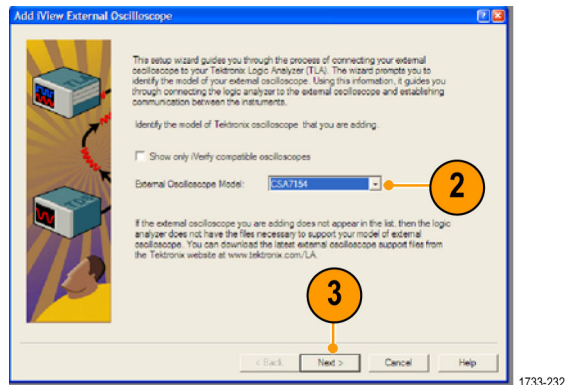 Add iView External Oscilloscope
This setup wizard guides you through the process of connecting your external
oscilloscope to your Tektronix Logic Analyzer (TLA). The wizard prompts you to
identify the model of your external oscilloscope. Using this information, it guides you
through connecting the logic analyzer to the external oscilloscope and establishing
communication between the instruments.
Identify the model of Tektronix oscilloscope that you are adding.
Show only iVerify compatible oscilloscopes
External Oscilloscope Model: CSA7154
2
If the external oscilloscope you are adding does not appear in the list, then the logic
analyzer does not have the files necessary to support your model of external
oscilloscope. You can download the latest external oscilloscope support files from
the Tektronix website at www.tektronix.com/LA.
3
< Back Next > Cancel Help
1733-232
TLA
TDS